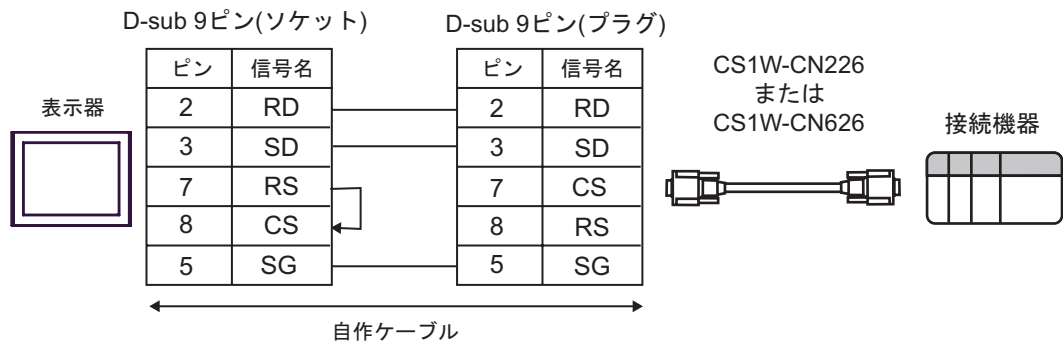 D-sub 9ピン(ソケット)
D-sub 9ピン(プラグ)
表示器
ピン 信号名
2 RD
3 SD
7 RS
8 CS
5 SG
ピン 信号名
2 RD
3 SD
7 CS
8 RS
5 SG
CS1W-CN226
または
CS1W-CN626
接続機器
自作ケーブル